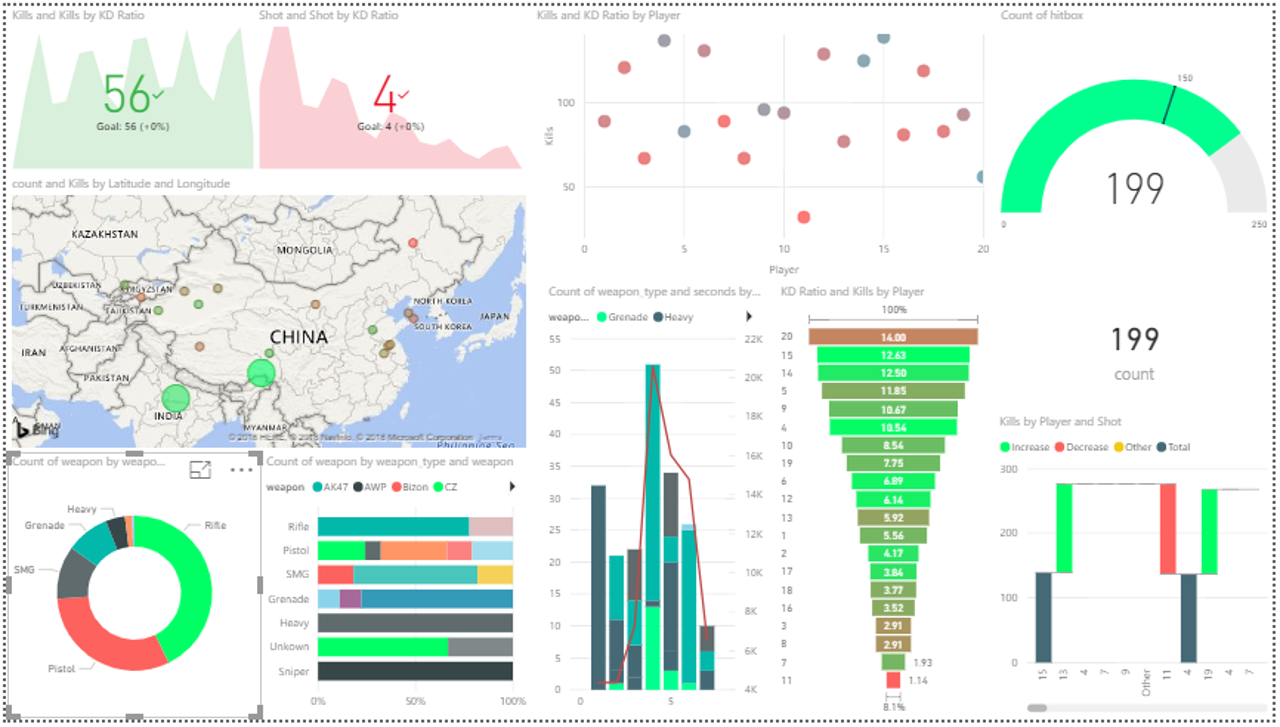 Kills and Kills by KD Ratio
56
Goal: 56 (+0%)
Shot and Shot by KD Ratio
4
Goal: 4 (+0%)
Kills and KD Ratio by Player
Kills
100
50
0 5 10 15 20
Player
Count of hitbox
150
199
0 250
count and Kills by Latitude and Longitude
KAZAKHSTAN
MONGOLIA
UZBEKISTAN
KYRGYZSTAN
TURKMENISTAN
TAJIKISTAN
NORTH KOREA
SOUTH KOREA
JAPAN
CHINA
IRAN
AFGHANISTAN
PAKISTAN
INDIA
MYANMAR
Philippine Sea
Bing
Count of weapon_type and seconds by...
weapo... Grenade Heavy
55
50
45
40
35
30
25
20
15
10
5
0
22K
20K
18K
16K
14K
12K
10K
8K
6K
4K
0 5
KD Ratio and Kills by Player
100%
20 14.00
15 12.63
14 12.50
5 11.85
9 10.67
4 10.54
10 8.54
19 7.75
6 6.89
12 6.14
13 5.92
1 5.56
2 4.17
17 3.84
18 3.77
16 3.52
3 2.91
8 2.91
7 1.93
11 1.14
8.1%
199
count
Kills by Player and Shot
Increase Decrease Other Total
300
200
100
0
15 13 4 7 9 Other 11 4 19 4 7
Count of weapon by weapo...
Heavy
Grenade
SMG
Pistol
Rifle
Count of weapon by weapon_type and weapon
weapon AK47 AWP Bizon CZ
Rifle
Pistol
SMG
Grenade
Heavy
Unkown
Sniper
0% 50% 100%